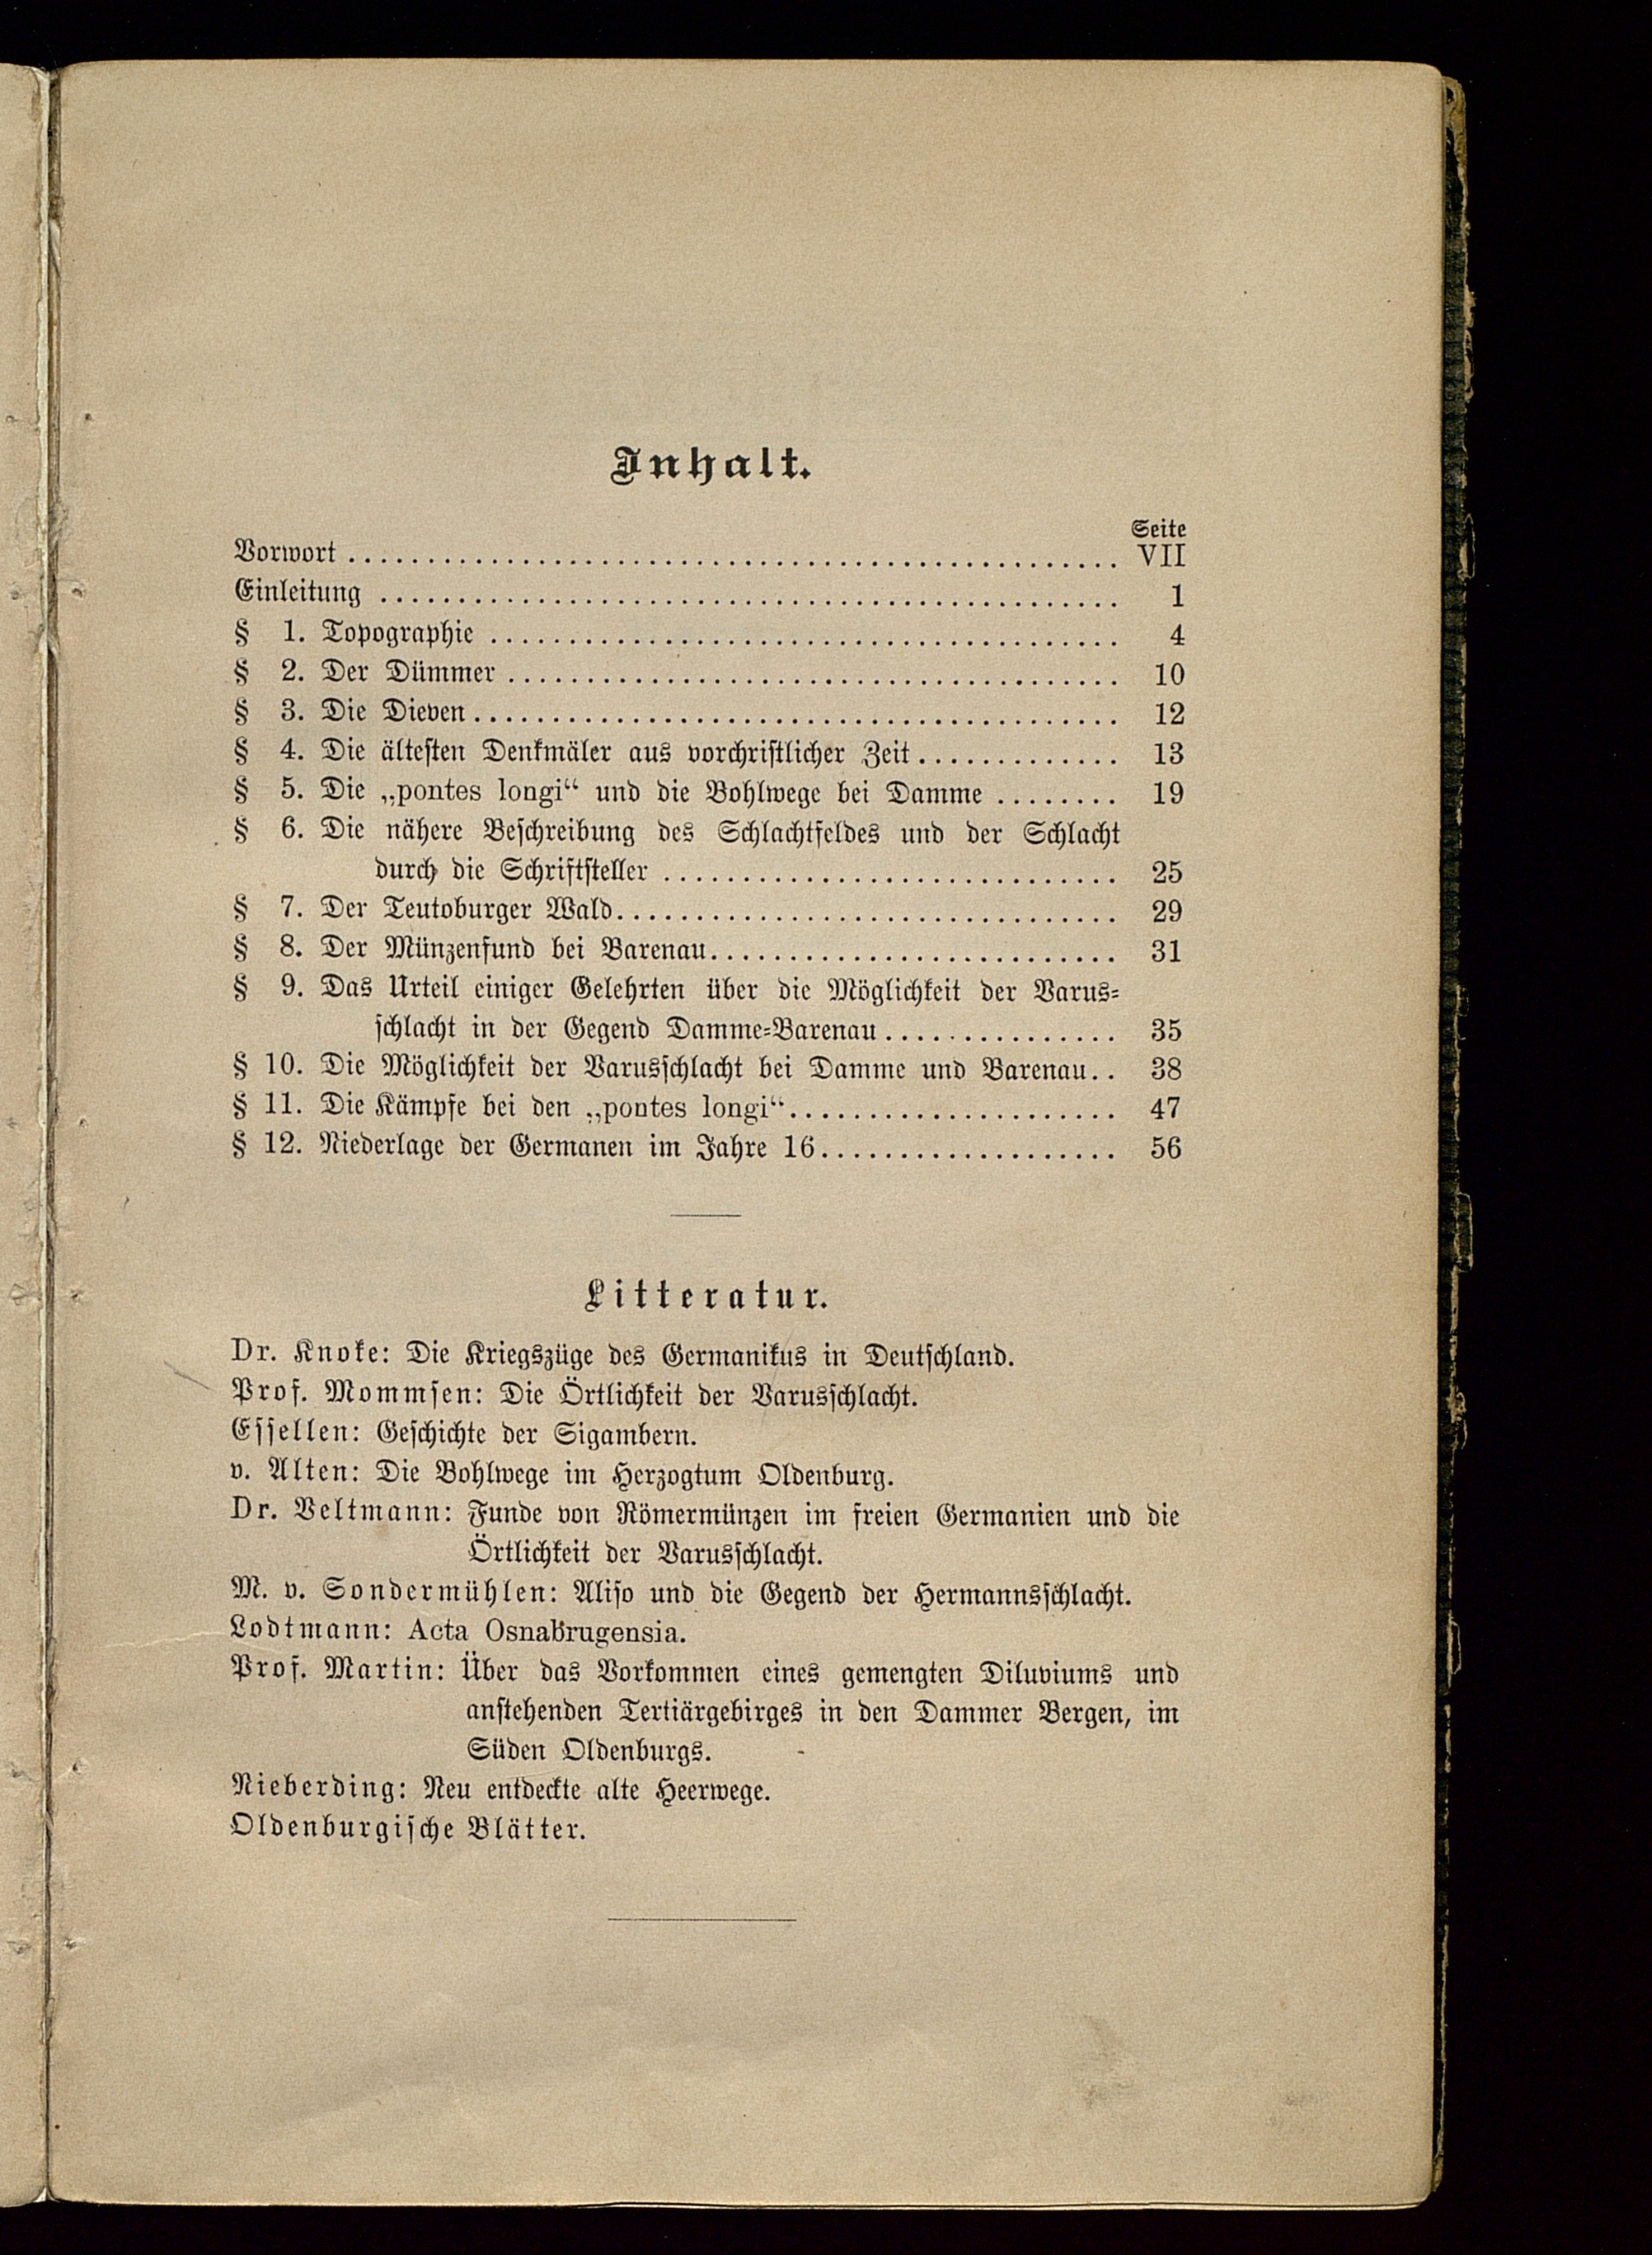 Inhalt.
Seite
Vorwort ........ VII
Einleitung ........ 1
§ 1. Topographie ........ 4
§ 2. Der Dümmer ........ 10
§ 3. Die Dieven ........ 12
§ 4. Die ältesten Denkmäler aus vorchristlicher Zeit ........ 13
§ 5. Die „pontes longi“ und die Bohlwege bei Damme ........ 19
§ 6. Die nähere Beschreibung des Schlachtfeldes und der Schlacht
durch die Schriftsteller ........ 25
§ 7. Der Teutoburger Wald ........ 29
§ 8. Der Münzenfund bei Barenau ........ 31
§ 9. Das Urteil einiger Gelehrten über die Möglichkeit der Varus-
schlacht in der Gegend Damme-Barenau ........ 35
§ 10. Die Möglichkeit der Varusschlacht bei Damme und Barenau.. 38
§ 11. Die Kämpfe bei den „pontes longi“ ........ 47
§ 12. Niederlage der Germanen im Jahre 16 ........ 56
Litteratur.
Dr. Knoke: Die Kriegszüge des Germanikus in Deutschland.
Prof. Mommsen: Die Örtlichkeit der Varusschlacht.
Essellen: Geschichte der Sigambern.
v. Alten: Die Bohlwege im Herzogtum Oldenburg.
Dr. Veltmann: Funde von Römermünzen im freien Germanien und die
Örtlichkeit der Varusschlacht.
M. v. Sondermühlen: Aliso und die Gegend der Hermannsschlacht.
Lodtmann: Acta Osnabrugensia.
Prof. Martin: Über das Vorkommen eines gemengten Diluviums und
anstehenden Tertiärgebirges in den Dammer Bergen, im
Süden Oldenburgs.
Nieberding: Neu entdeckte alte Heerwege.
Oldenburgische Blätter.